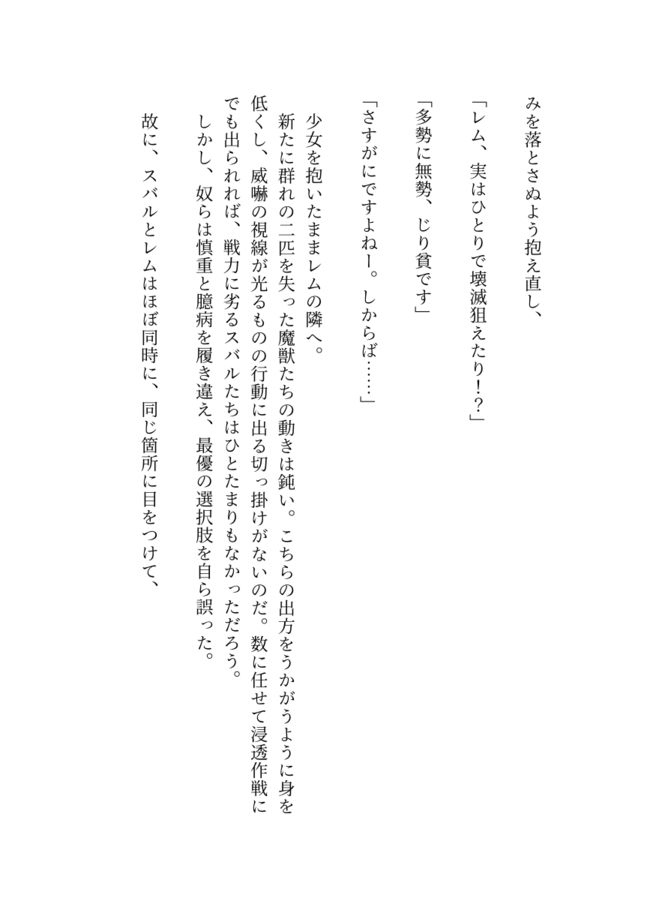 みを落とさぬよう抱え直し、
「レム、実はひとりで壊滅狙えたり！？」
「多勢に無勢、じり貧です」
「さすがにですよねー。しからば……」
少女を抱いたままレムの隣へ。
新たに群れの二匹を失った魔獣たちの動きは鈍い。こちらの出方をうかがうように身を
低くし、威嚇の視線が光るものの行動に出る切っ掛けがないのだ。数に任せて浸透作戦に
でも出られれば、戦力に劣るスバルたちはひとたまりもなかっただろう。
しかし、奴らは慎重と臆病を履き違え、最優の選択肢を自ら誤った。
故に、スバルとレムはほぼ同時に、同じ箇所に目をつけて、